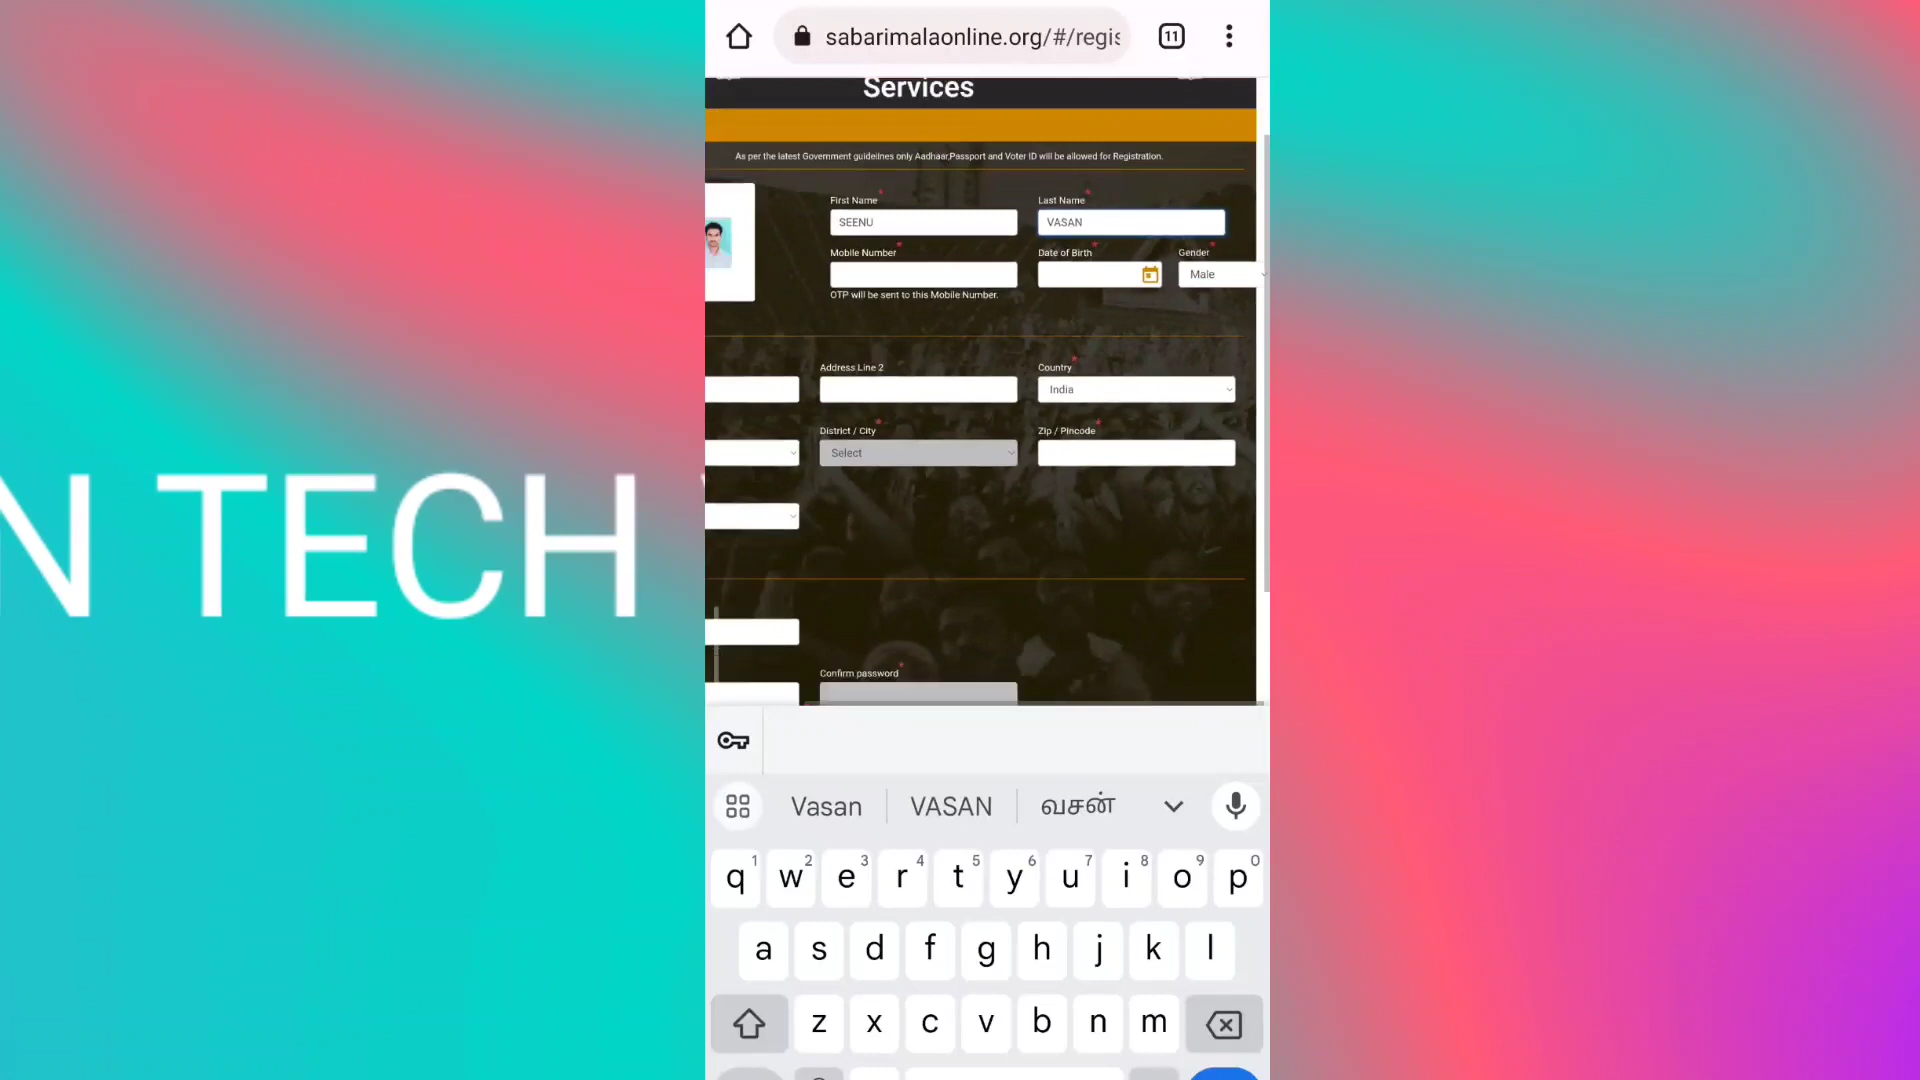 sabarimalaonline.org/#/regis
11
Services
As per the latest Government guideilnes only Aadhaar,Passport and Voter ID will be allowed for Registration.
First Name *
Last Name *
SEENU
VASAN
Mobile Number *
Date of Birth *
Gender *
Male
OTP will be sent to this Mobile Number.
Address Line 2
Country *
India
District / City *
Zip / Pincode *
Select
N TECH
Confirm password *
Vasan
VASAN
வசன்
q 1 w 2 e 3 r 4 t 5 y 6 u 7 i 8 o 9 p 0
a s d f g h j k l
z x c v b n m